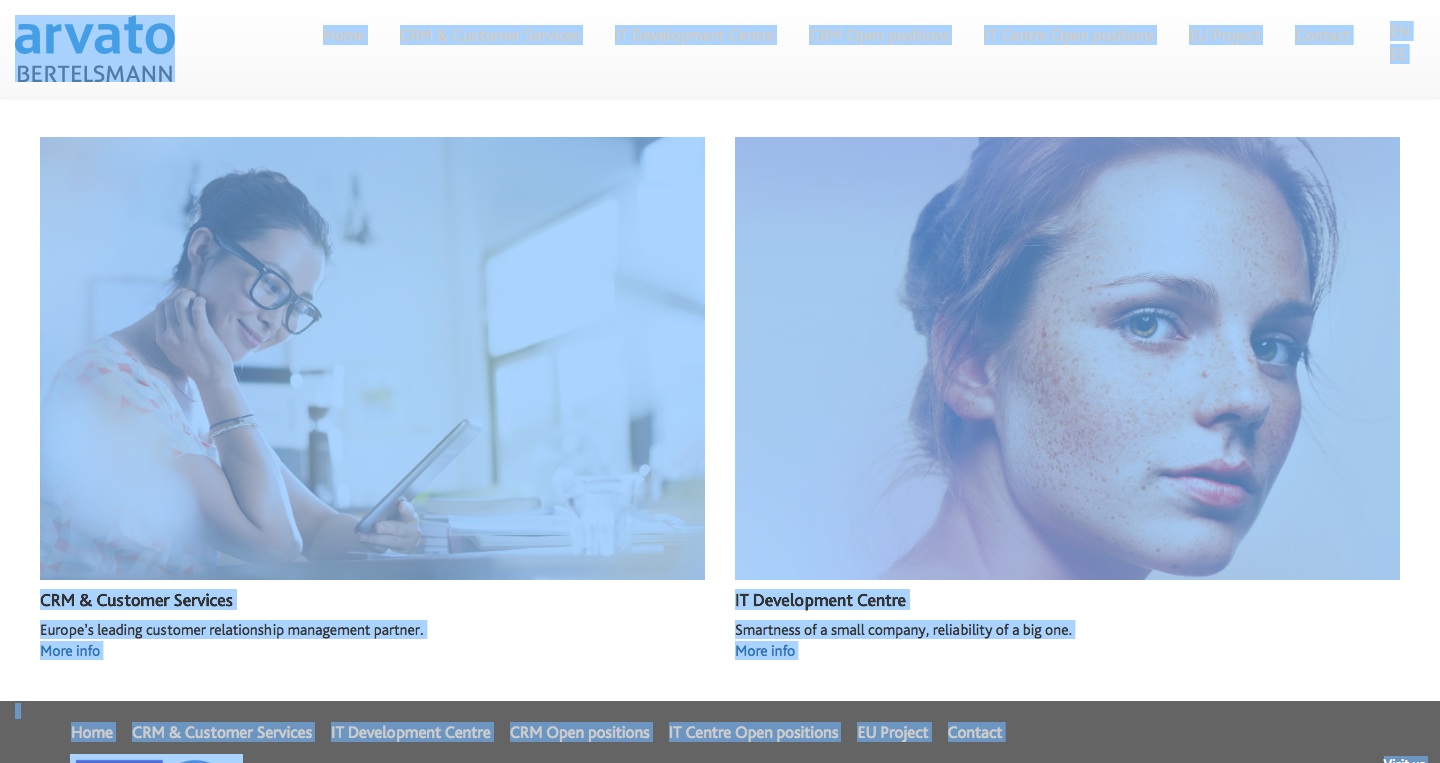 arvato
BERTELSMANN
Home CRM & Customer Services IT Development Centre CRM Open positions IT Centre Open positions EU Project Contact
CRM & Customer Services
Europe's leading customer relationship management partner.
More info
IT Development Centre
Smartness of a small company, reliability of a big one.
More info
Home CRM & Customer Services IT Development Centre CRM Open positions IT Centre Open positions EU Project Contact
Visit us